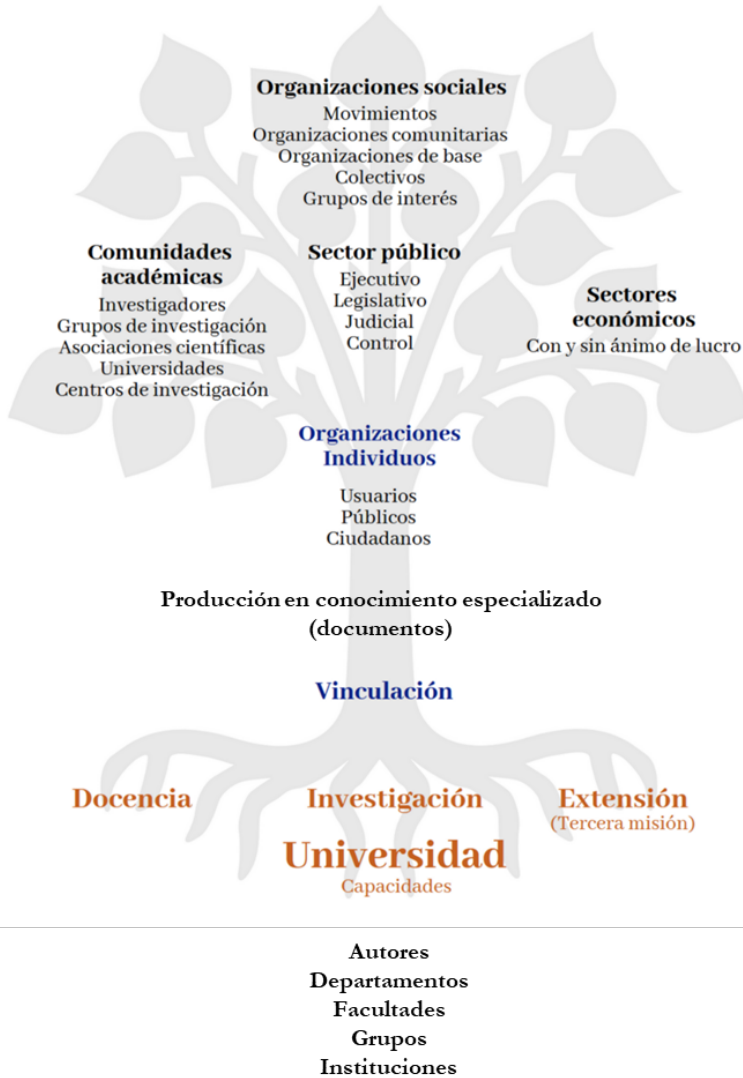 Organizaciones sociales
Movimientos
Organizaciones comunitarias
Organizaciones de base
Colectivos
Grupos de interés
Comunidades
académicas
Investigadores
Grupos de investigación
Asociaciones científicas
Universidades
Centros de investigación
Sector público
Ejecutivo
Legislativo
Judicial
Control
Sectores
económicos
Con y sin ánimo de lucro
Organizaciones
Individuos
Usuarios
Públicos
Ciudadanos
Producción en conocimiento especializado
(documentos)
Vinculación
Docencia
Investigación
Extensión
(Tercera misión)
Universidad
Capacidades
Autores
Departamentos
Facultades
Grupos
Instituciones